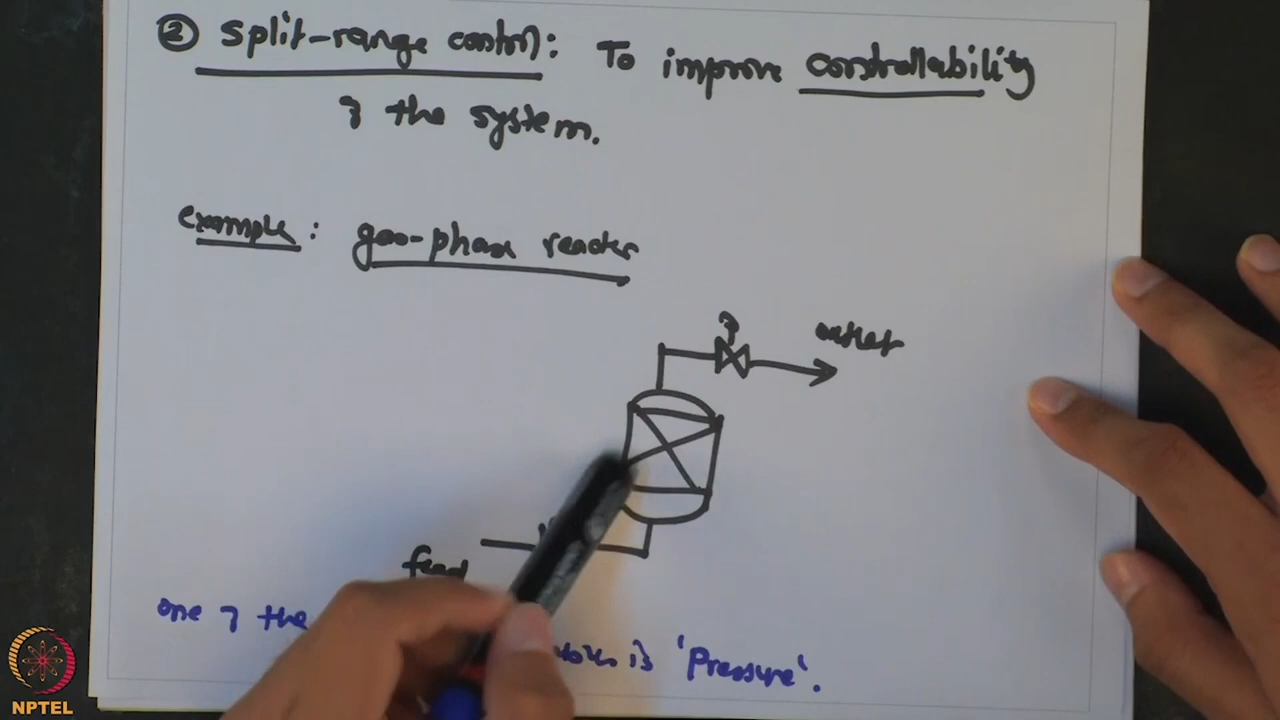 ② Split-range control: To improve controllability
of the system.
example: gas-phase reactor
outlet
feed
one of the is 'Pressure'.
NPTEL